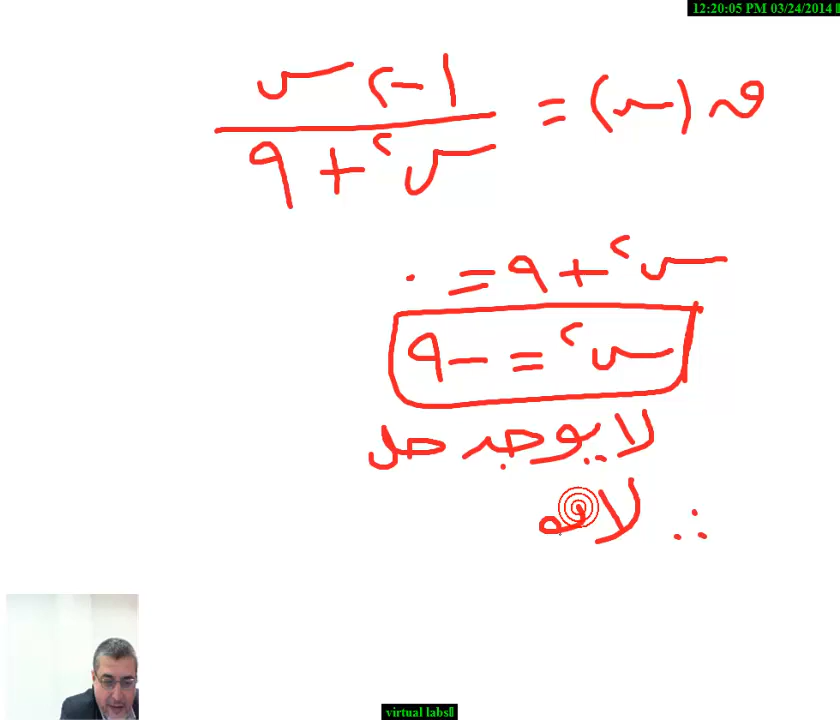 12:20:05 PM 03/24/2014
ق(س) = (١ - ٢س) / (س² + ٩)
س² + ٩ = ٠
س² = -٩
لا يوجد حل
∴ لا
virtual labs